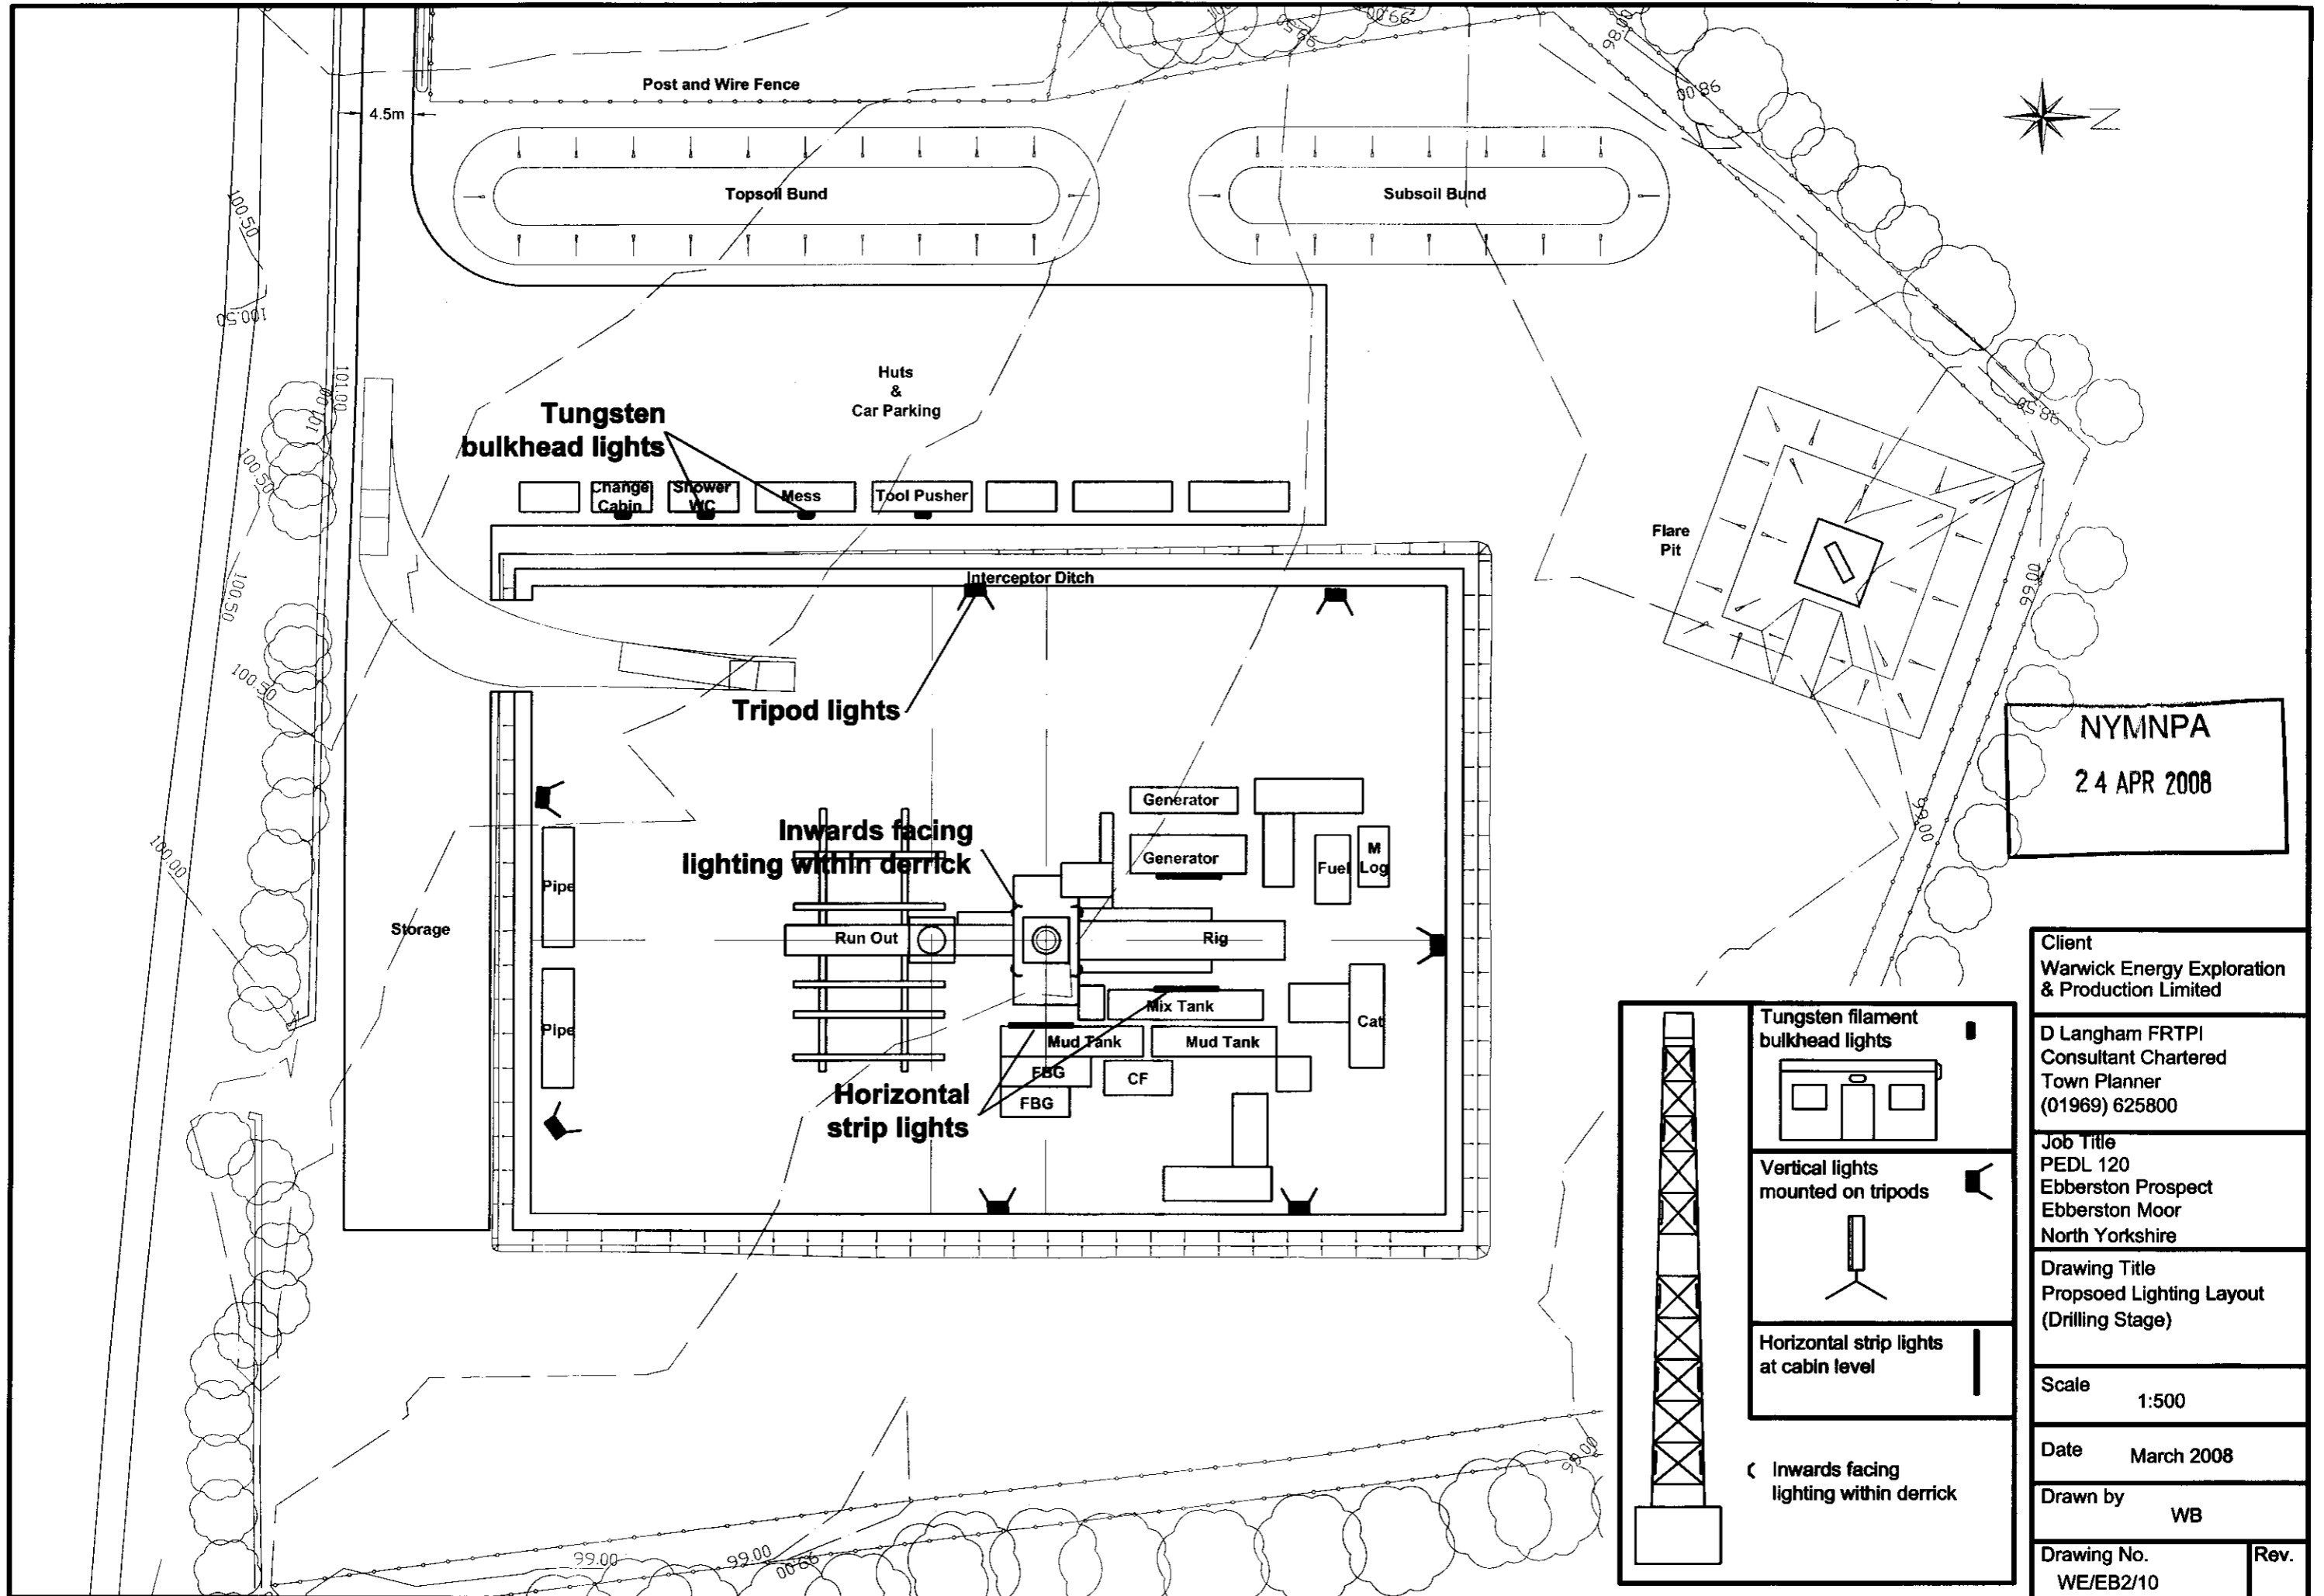 Post and Wire Fence
4.5m
98.00
98.00
N
Topsoil Bund
Subsoil Bund
100.50
100.50
101.00
101.00
Huts
&
Car Parking
Tungsten
bulkhead lights
98.50
100.50
Change
Cabin
Shower
WC
Mess
Tool Pusher
Flare
Pit
Interceptor Ditch
100.50
99.00
100.50
Tripod lights
NYMNPA
24 APR 2008
Generator
Inwards facing
lighting within derrick
Generator
Fuel
M
Log
99.00
100.00
Pipe
Storage
Run Out
Rig
Pipe
Mix Tank
Cat
Mud Tank
Mud Tank
FBG
CF
FBG
Horizontal
strip lights
99.00
99.00
99.00
99.00
Tungsten filament
bulkhead lights
Vertical lights
mounted on tripods
Horizontal strip lights
at cabin level
Inwards facing
lighting within derrick
Client
Warwick Energy Exploration
& Production Limited
D Langham FRTPI
Consultant Chartered
Town Planner
(01969) 625800
Job Title
PEDL 120
Ebberston Prospect
Ebberston Moor
North Yorkshire
Drawing Title
Propsoed Lighting Layout
(Drilling Stage)
Scale
1:500
Date
March 2008
Drawn by
WB
Drawing No.
Rev.
WE/EB2/10